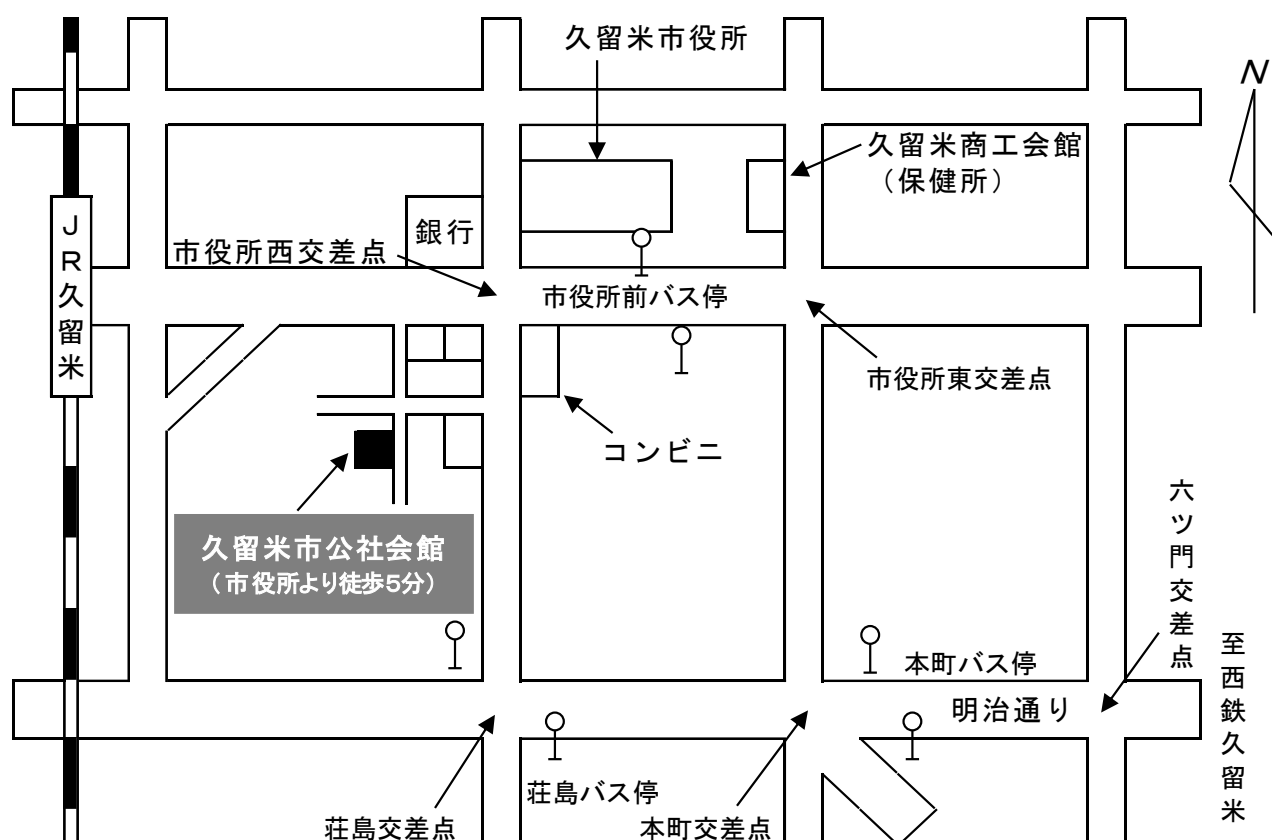 久留米市役所
N
久留米商工会館
（保健所）
JR久留米
銀行
市役所西交差点
市役所前バス停
市役所東交差点
コンビニ
六ツ門交差点
久留米市公社会館
（市役所より徒歩5分）
至西鉄久留米
本町バス停
明治通り
荘島バス停
荘島交差点
本町交差点